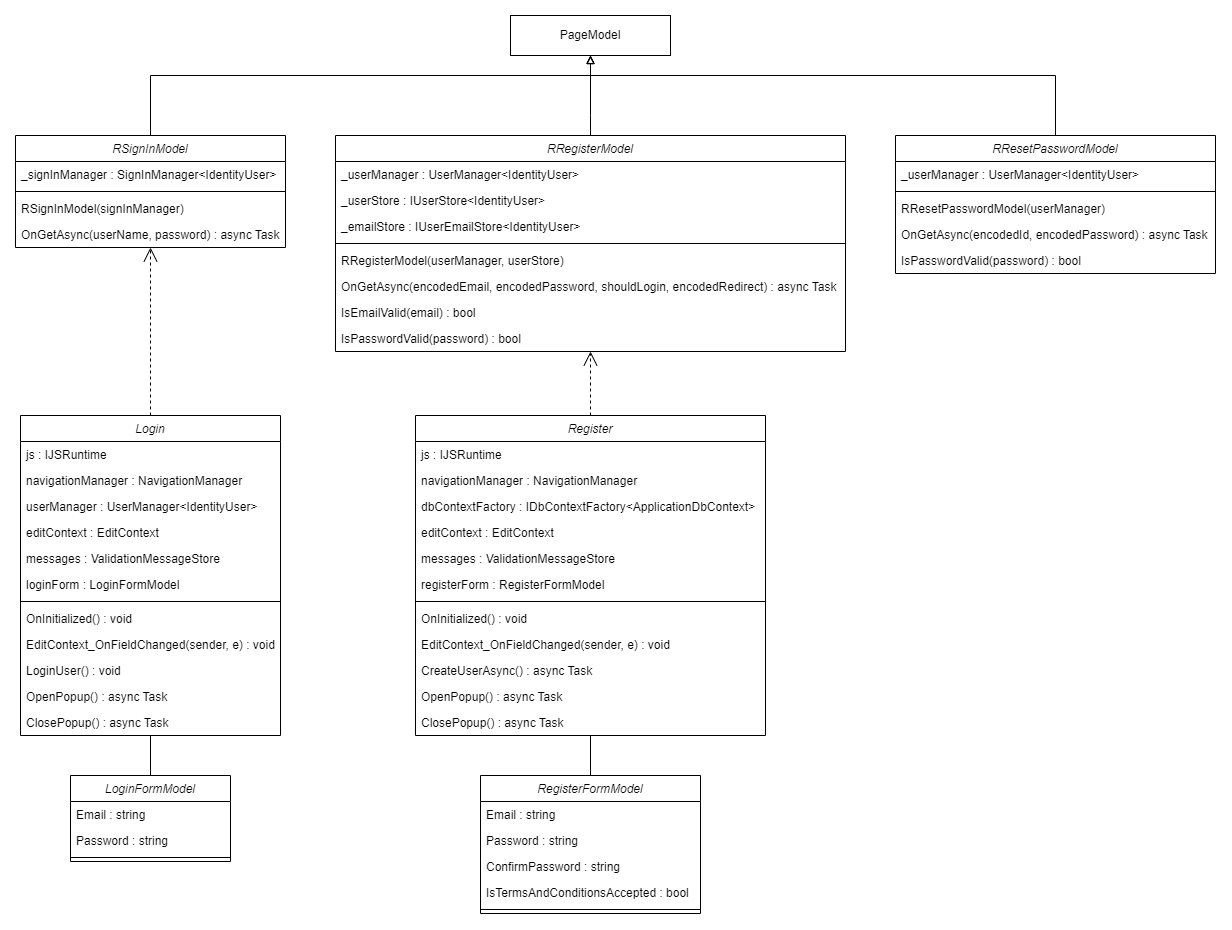 PageModel
RSignInModel
_signInManager : SignInManager<IdentityUser>
RSignInModel(signInManager)
OnGetAsync(userName, password) : async Task
RRegisterModel
_userManager : UserManager<IdentityUser>
_userStore : IUserStore<IdentityUser>
_emailStore : IUserEmailStore<IdentityUser>
RRegisterModel(userManager, userStore)
OnGetAsync(encodedEmail, encodedPassword, shouldLogin, encodedRedirect) : async Task
IsEmailValid(email) : bool
IsPasswordValid(password) : bool
RResetPasswordModel
_userManager : UserManager<IdentityUser>
RResetPasswordModel(userManager)
OnGetAsync(encodedId, encodedPassword) : async Task
IsPasswordValid(password) : bool
Login
js : IJSRuntime
navigationManager : NavigationManager
userManager : UserManager<IdentityUser>
editContext : EditContext
messages : ValidationMessageStore
loginForm : LoginFormModel
OnInitialized() : void
EditContext_OnFieldChanged(sender, e) : void
LoginUser() : void
OpenPopup() : async Task
ClosePopup() : async Task
Register
js : IJSRuntime
navigationManager : NavigationManager
dbContextFactory : IDbContextFactory<ApplicationDbContext>
editContext : EditContext
messages : ValidationMessageStore
registerForm : RegisterFormModel
OnInitialized() : void
EditContext_OnFieldChanged(sender, e) : void
CreateUserAsync() : async Task
OpenPopup() : async Task
ClosePopup() : async Task
LoginFormModel
Email : string
Password : string
RegisterFormModel
Email : string
Password : string
ConfirmPassword : string
IsTermsAndConditionsAccepted : bool